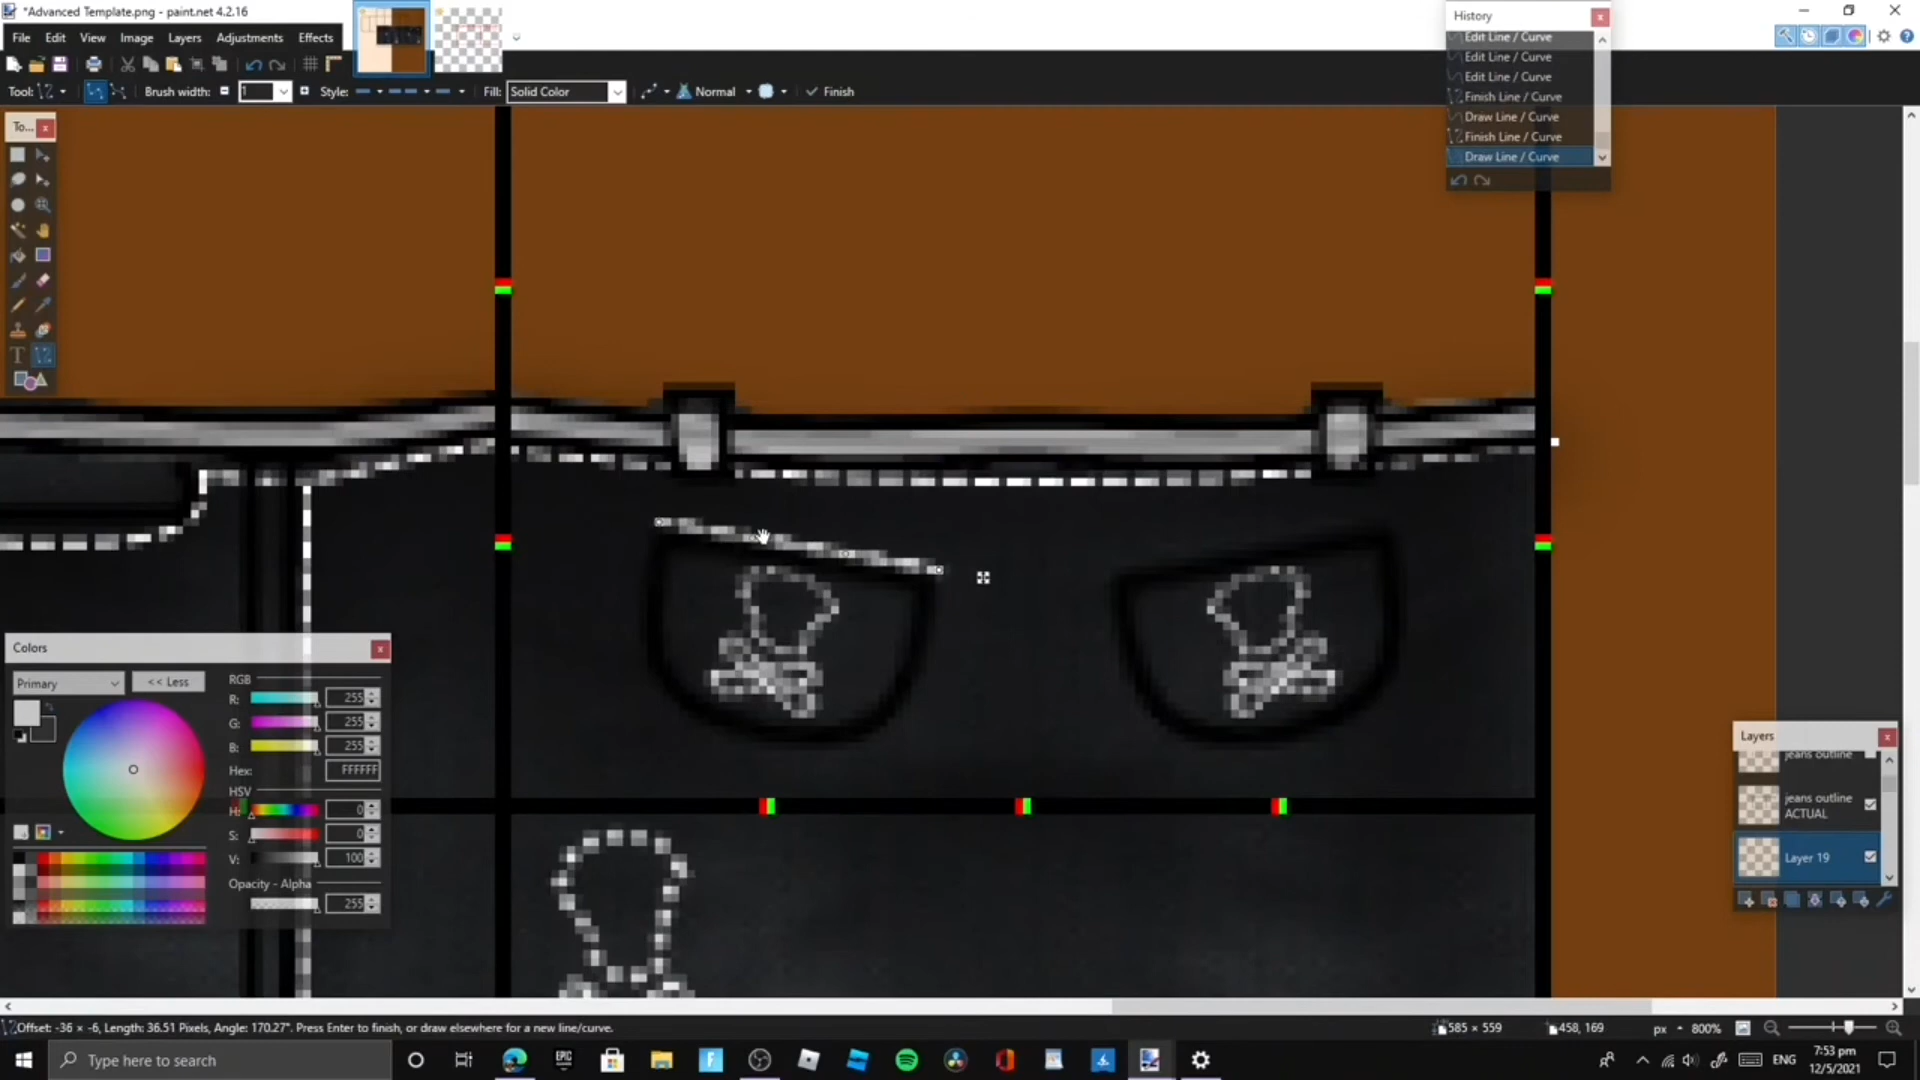 *Advanced Template.png - paint.net 4.2.16
File Edit View Image Layers Adjustments Effects
Tool: Brush width: 1 Style: Fill: Solid Color Normal Finish
To...
History
Edit Line / Curve
Edit Line / Curve
Edit Line / Curve
Finish Line / Curve
Draw Line / Curve
Finish Line / Curve
Draw Line / Curve
Colors
Primary << Less
RGB
R: 255
G: 255
B: 255
Hex: FFFFFF
HSV
H: 0
S: 0
V: 100
Opacity - Alpha
255
Layers
jeans outline
jeans outline
ACTUAL
Layer 19
Offset: -36 × -6, Length: 36.51 Pixels, Angle: 170.27°. Press Enter to finish, or draw elsewhere for a new line/curve.
585 × 559 458, 169 px 800%
Type here to search
EPIC
ENG
7:53 pm
12/5/2021